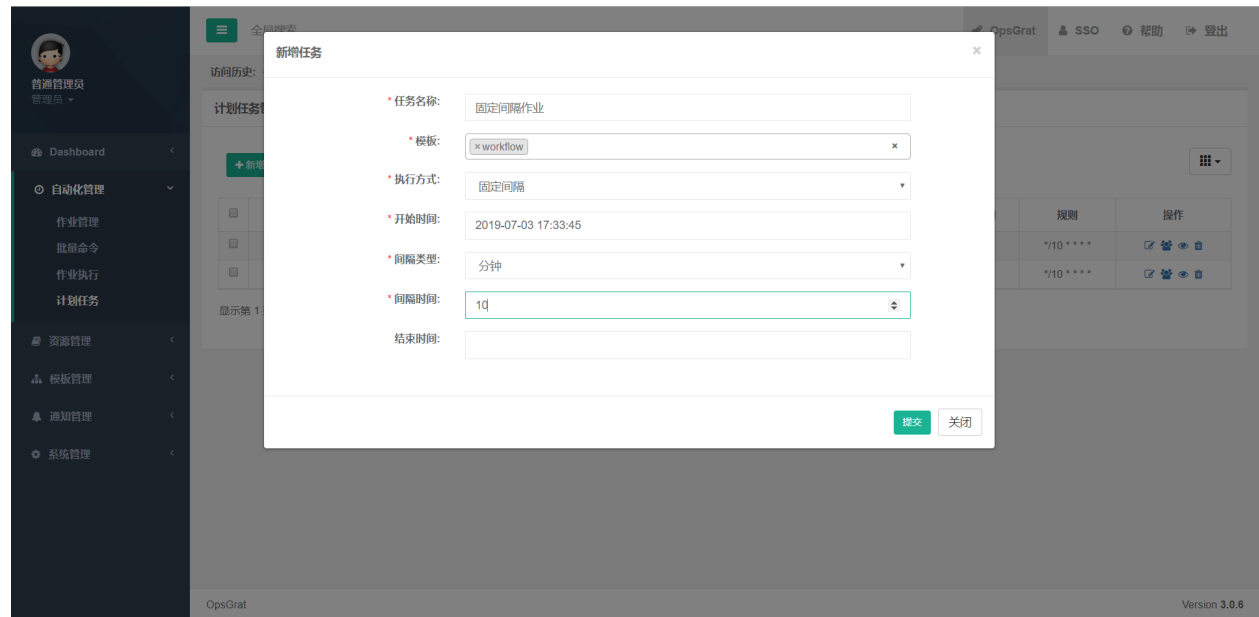 全局搜索
OpsGrat
SSO
帮助
登出
普通管理员
管理员
访问历史:
计划任务
Dashboard
自动化管理
作业管理
批量命令
作业执行
计划任务
资源管理
模板管理
通知管理
系统管理
新增任务
×
* 任务名称:
固定间隔作业
* 模板:
× workflow
×
* 执行方式:
固定间隔
* 开始时间:
2019-07-03 17:33:45
* 间隔类型:
分钟
* 间隔时间:
10
结束时间:
提交
关闭
+新增
规则
操作
*/10 * * * *
*/10 * * * *
显示第 1
OpsGrat
Version 3.0.6